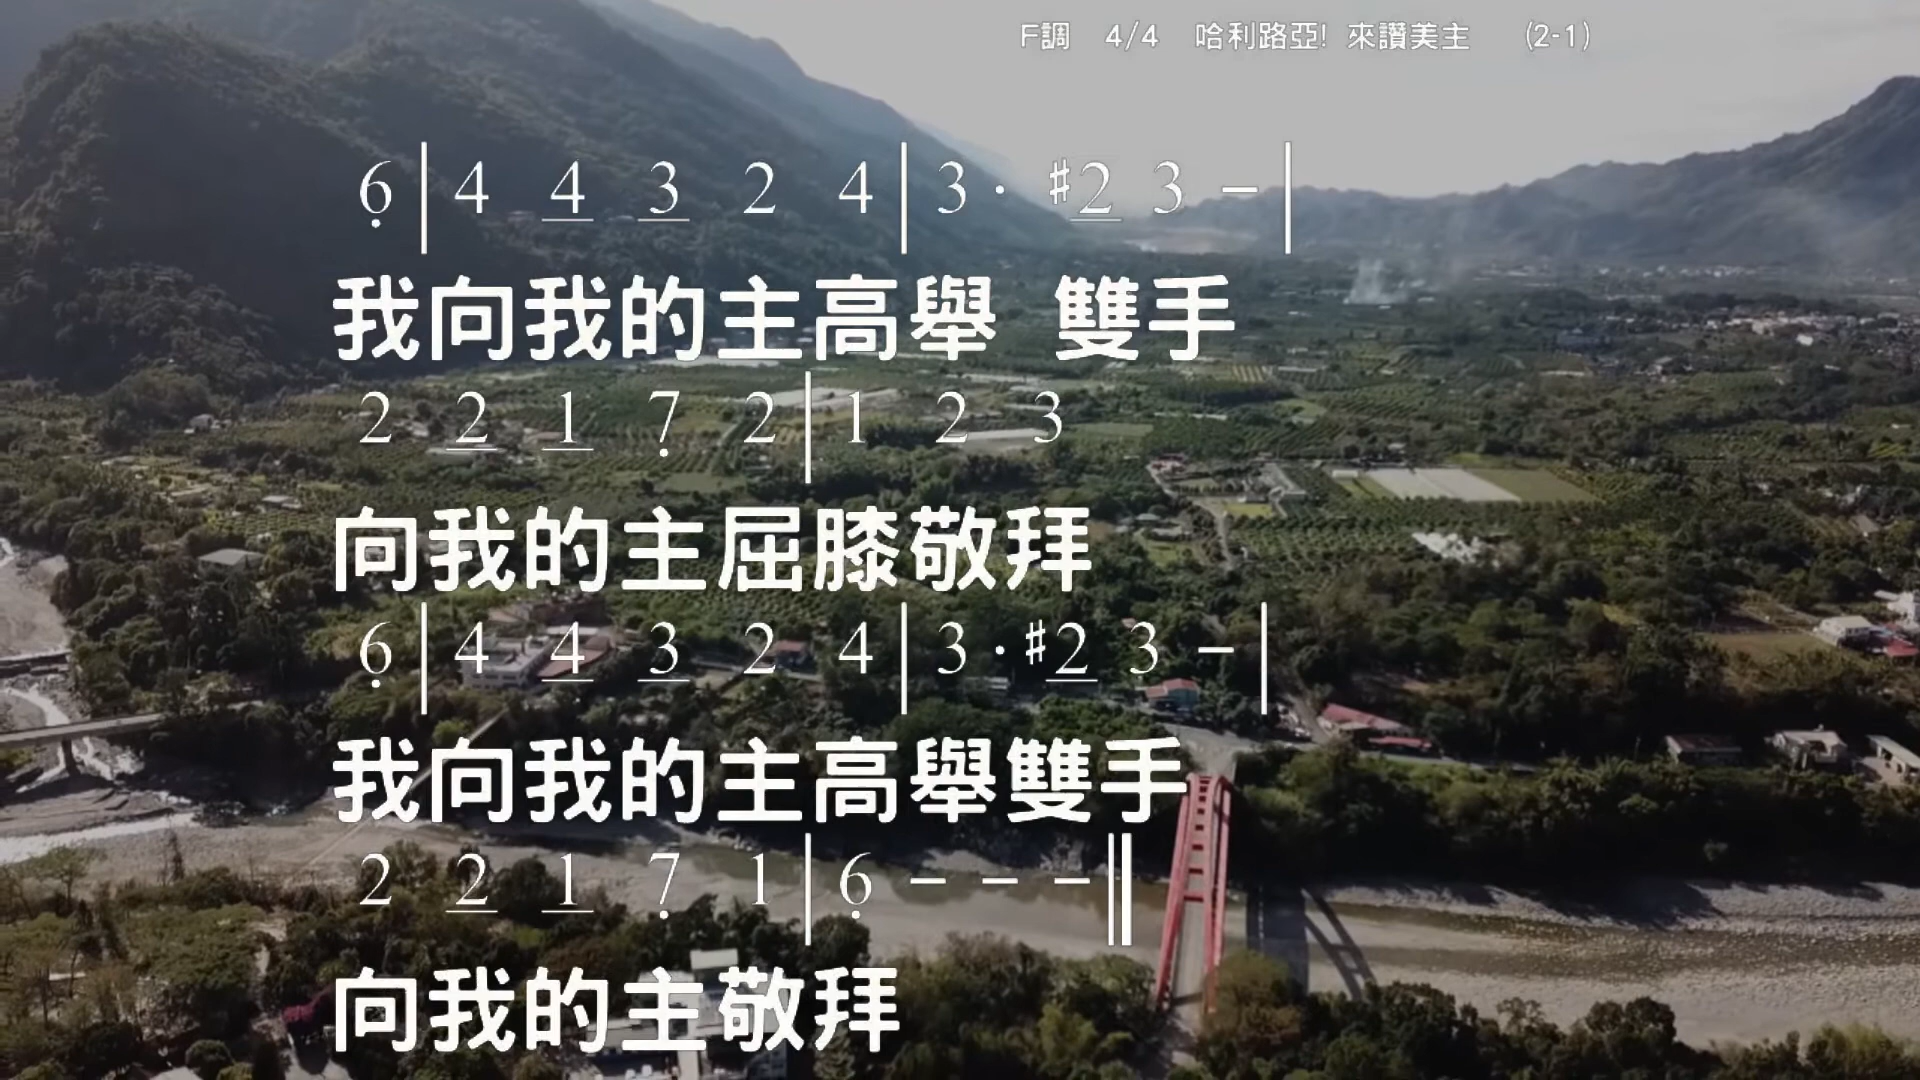 F調 4/4 哈利路亞! 來讚美主 (2-1)
6̣ | 4 4̲ 3̲ 2 4 | 3· #2̲ 3 – |
我向我的主高舉 雙手
2 2̲ 1̲ 7̣ 2 | 1 2 3
向我的主屈膝敬拜
6̣ | 4 4̲ 3̲ 2 4 | 3· #2̲ 3 – |
我向我的主高舉雙手
2 2̲ 1̲ 7̣ 1 | 6̣ – – – ‖
向我的主敬拜